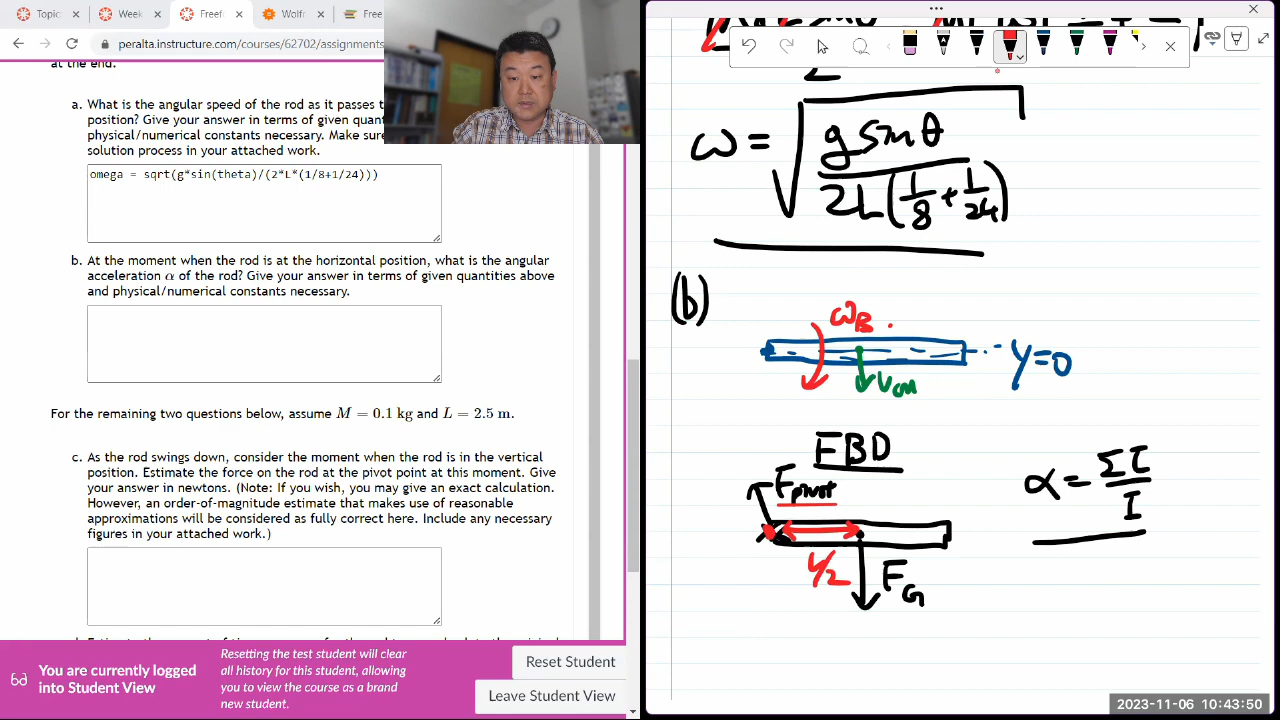 Topic
Week
Freef
Wolfr
Free
peralta.instructure.com/courses/62702/assignments
at the end.
a. What is the angular speed of the rod as it passes t
position? Give your answer in terms of given quant
physical/numerical constants necessary. Make sure
solution process in your attached work.
omega = sqrt(g*sin(theta)/(2*L*(1/8+1/24)))
b. At the moment when the rod is at the horizontal position, what is the angular
acceleration α of the rod? Give your answer in terms of given quantities above
and physical/numerical constants necessary.
For the remaining two questions below, assume M = 0.1 kg and L = 2.5 m.
c. As the rod swings down, consider the moment when the rod is in the vertical
position. Estimate the force on the rod at the pivot point at this moment. Give
your answer in newtons. (Note: If you wish, you may give an exact calculation.
However, an order-of-magnitude estimate that makes use of reasonable
approximations will be considered as fully correct here. Include any necessary
figures in your attached work.)
You are currently logged
into Student View
Resetting the test student will clear
all history for this student, allowing
you to view the course as a brand
new student.
Reset Student
Leave Student View
ω = √(g sinθ / 2L(1/8 + 1/24))
(b)
ω_B
y=0
v_cm
FBD
F_pivot
α = Στ / I
L/2
F_G
2023-11-06 10:43:50